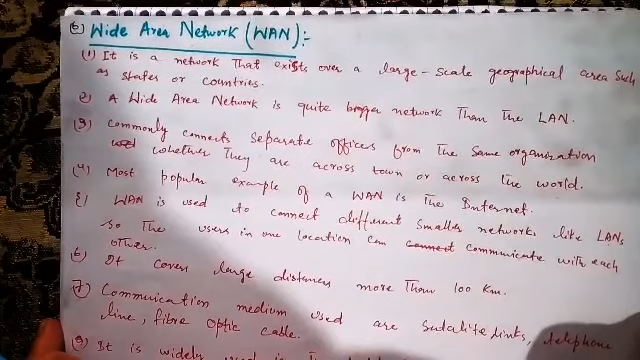 (6) Wide Area Network (WAN):-
(1) It is a network That exists over a large-scale geographical area such
as states or countries.
(2) A Wide Area Network is quite bigger network Than The LAN.
(3) Commonly connects separate offices from The same organization
whether They are across town or across The world.
(4) Most popular example of a WAN is The Internet.
WAN is used to connect different smaller networks like LANs
so The users in one location can connect communicate with each
other.
6) It covers large distances more Than 100 Km.
(7) Communication medium used are Satalite links, telephone
line, fibre optic cable.
It is widely used in